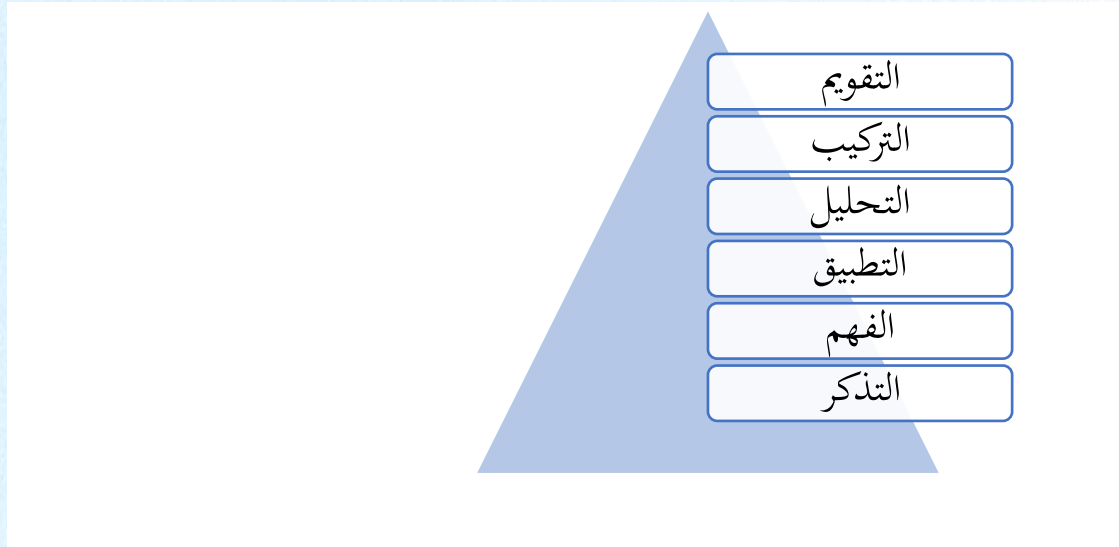 التقويم
التركيب
التحليل
التطبيق
الفهم
التذكر